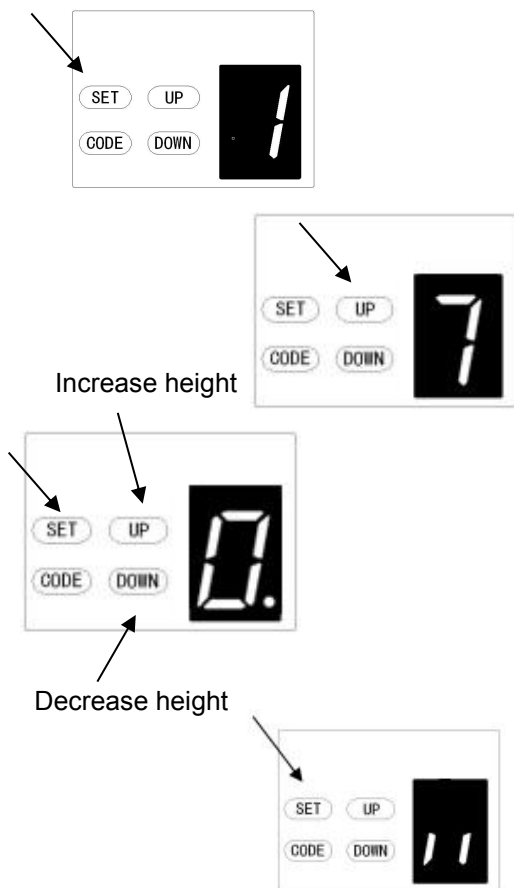 SET UP
CODE DOWN
1
SET UP
CODE DOWN
7
Increase height
SET UP
CODE DOWN
0.
Decrease height
SET UP
CODE DOWN
11